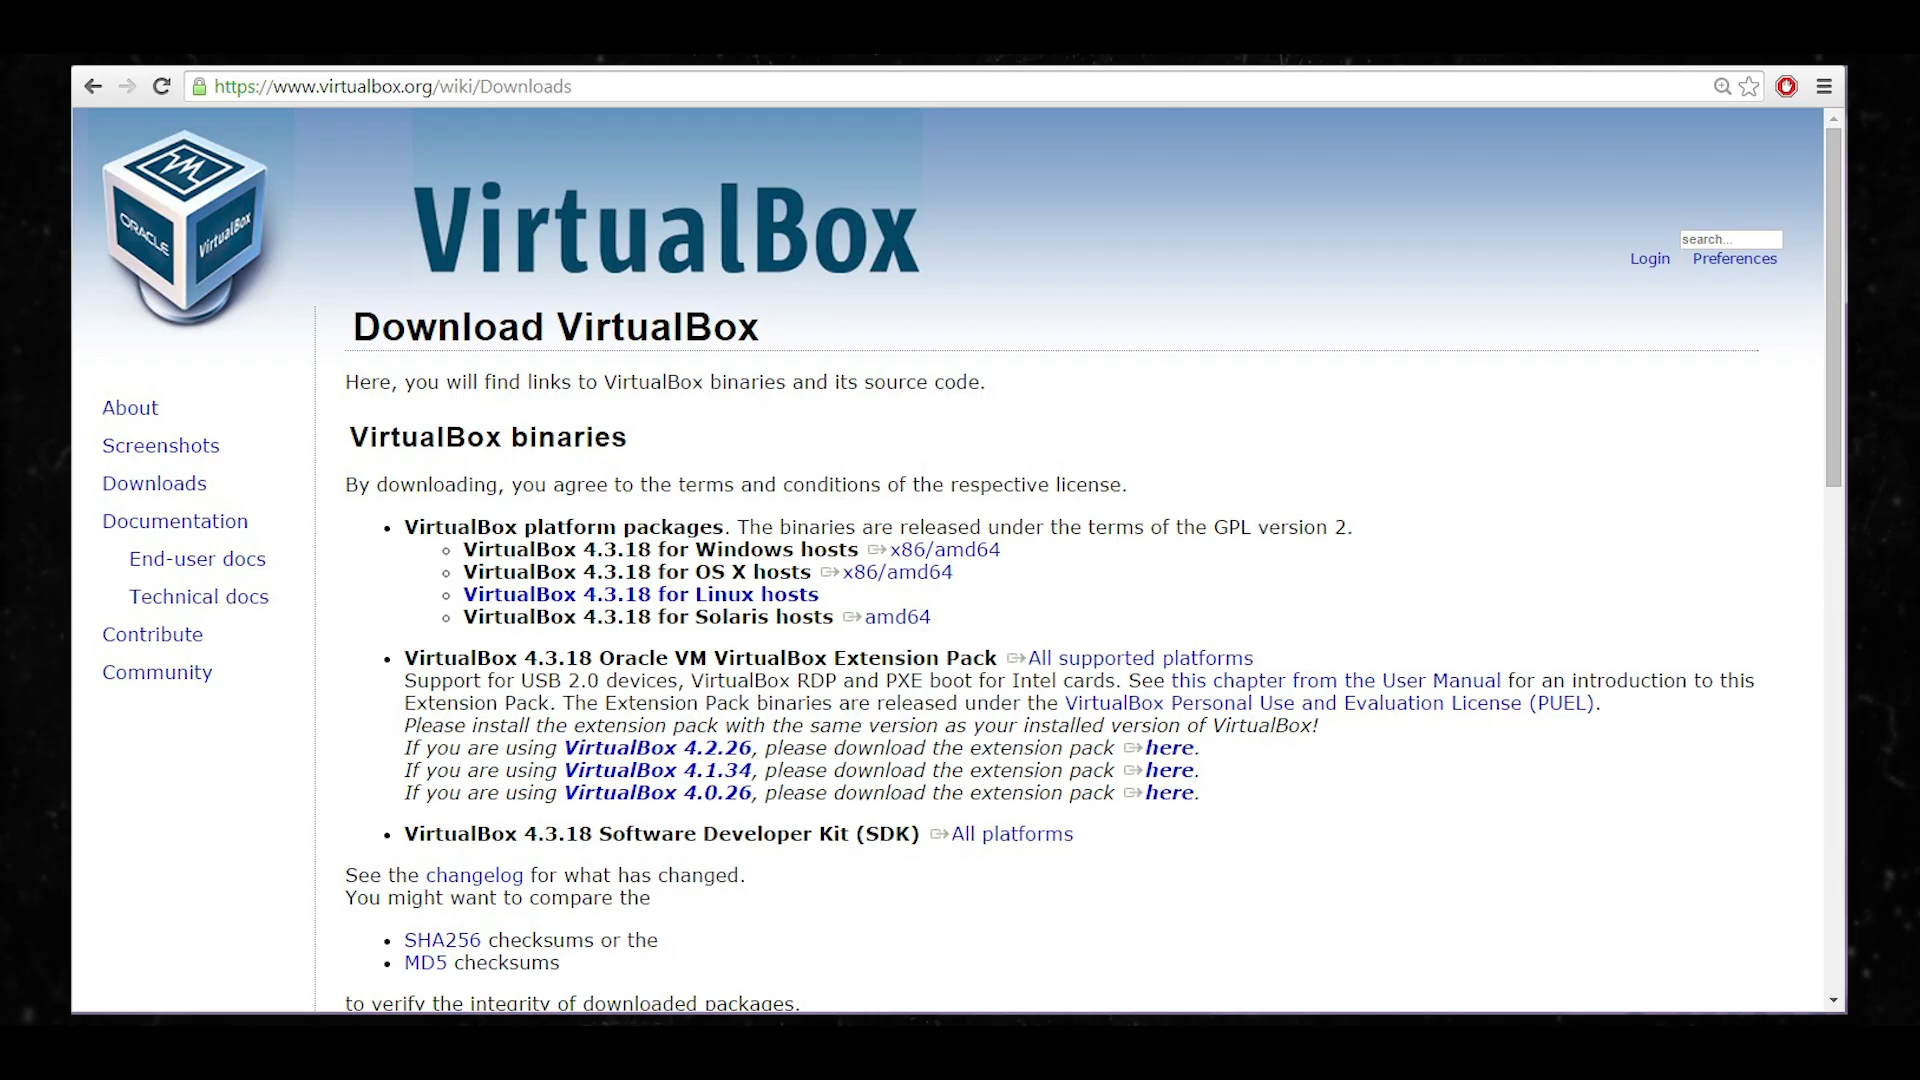 https://www.virtualbox.org/wiki/Downloads
ORACLE
VirtualBox
VirtualBox
search...
Login Preferences
Download VirtualBox
Here, you will find links to VirtualBox binaries and its source code.
About
Screenshots
Downloads
Documentation
End-user docs
Technical docs
Contribute
Community
VirtualBox binaries
By downloading, you agree to the terms and conditions of the respective license.
VirtualBox platform packages. The binaries are released under the terms of the GPL version 2.
VirtualBox 4.3.18 for Windows hosts x86/amd64
VirtualBox 4.3.18 for OS X hosts x86/amd64
VirtualBox 4.3.18 for Linux hosts
VirtualBox 4.3.18 for Solaris hosts amd64
VirtualBox 4.3.18 Oracle VM VirtualBox Extension Pack All supported platforms
Support for USB 2.0 devices, VirtualBox RDP and PXE boot for Intel cards. See this chapter from the User Manual for an introduction to this
Extension Pack. The Extension Pack binaries are released under the VirtualBox Personal Use and Evaluation License (PUEL).
Please install the extension pack with the same version as your installed version of VirtualBox!
If you are using VirtualBox 4.2.26, please download the extension pack here.
If you are using VirtualBox 4.1.34, please download the extension pack here.
If you are using VirtualBox 4.0.26, please download the extension pack here.
VirtualBox 4.3.18 Software Developer Kit (SDK) All platforms
See the changelog for what has changed.
You might want to compare the
SHA256 checksums or the
MD5 checksums
to verify the integrity of downloaded packages.